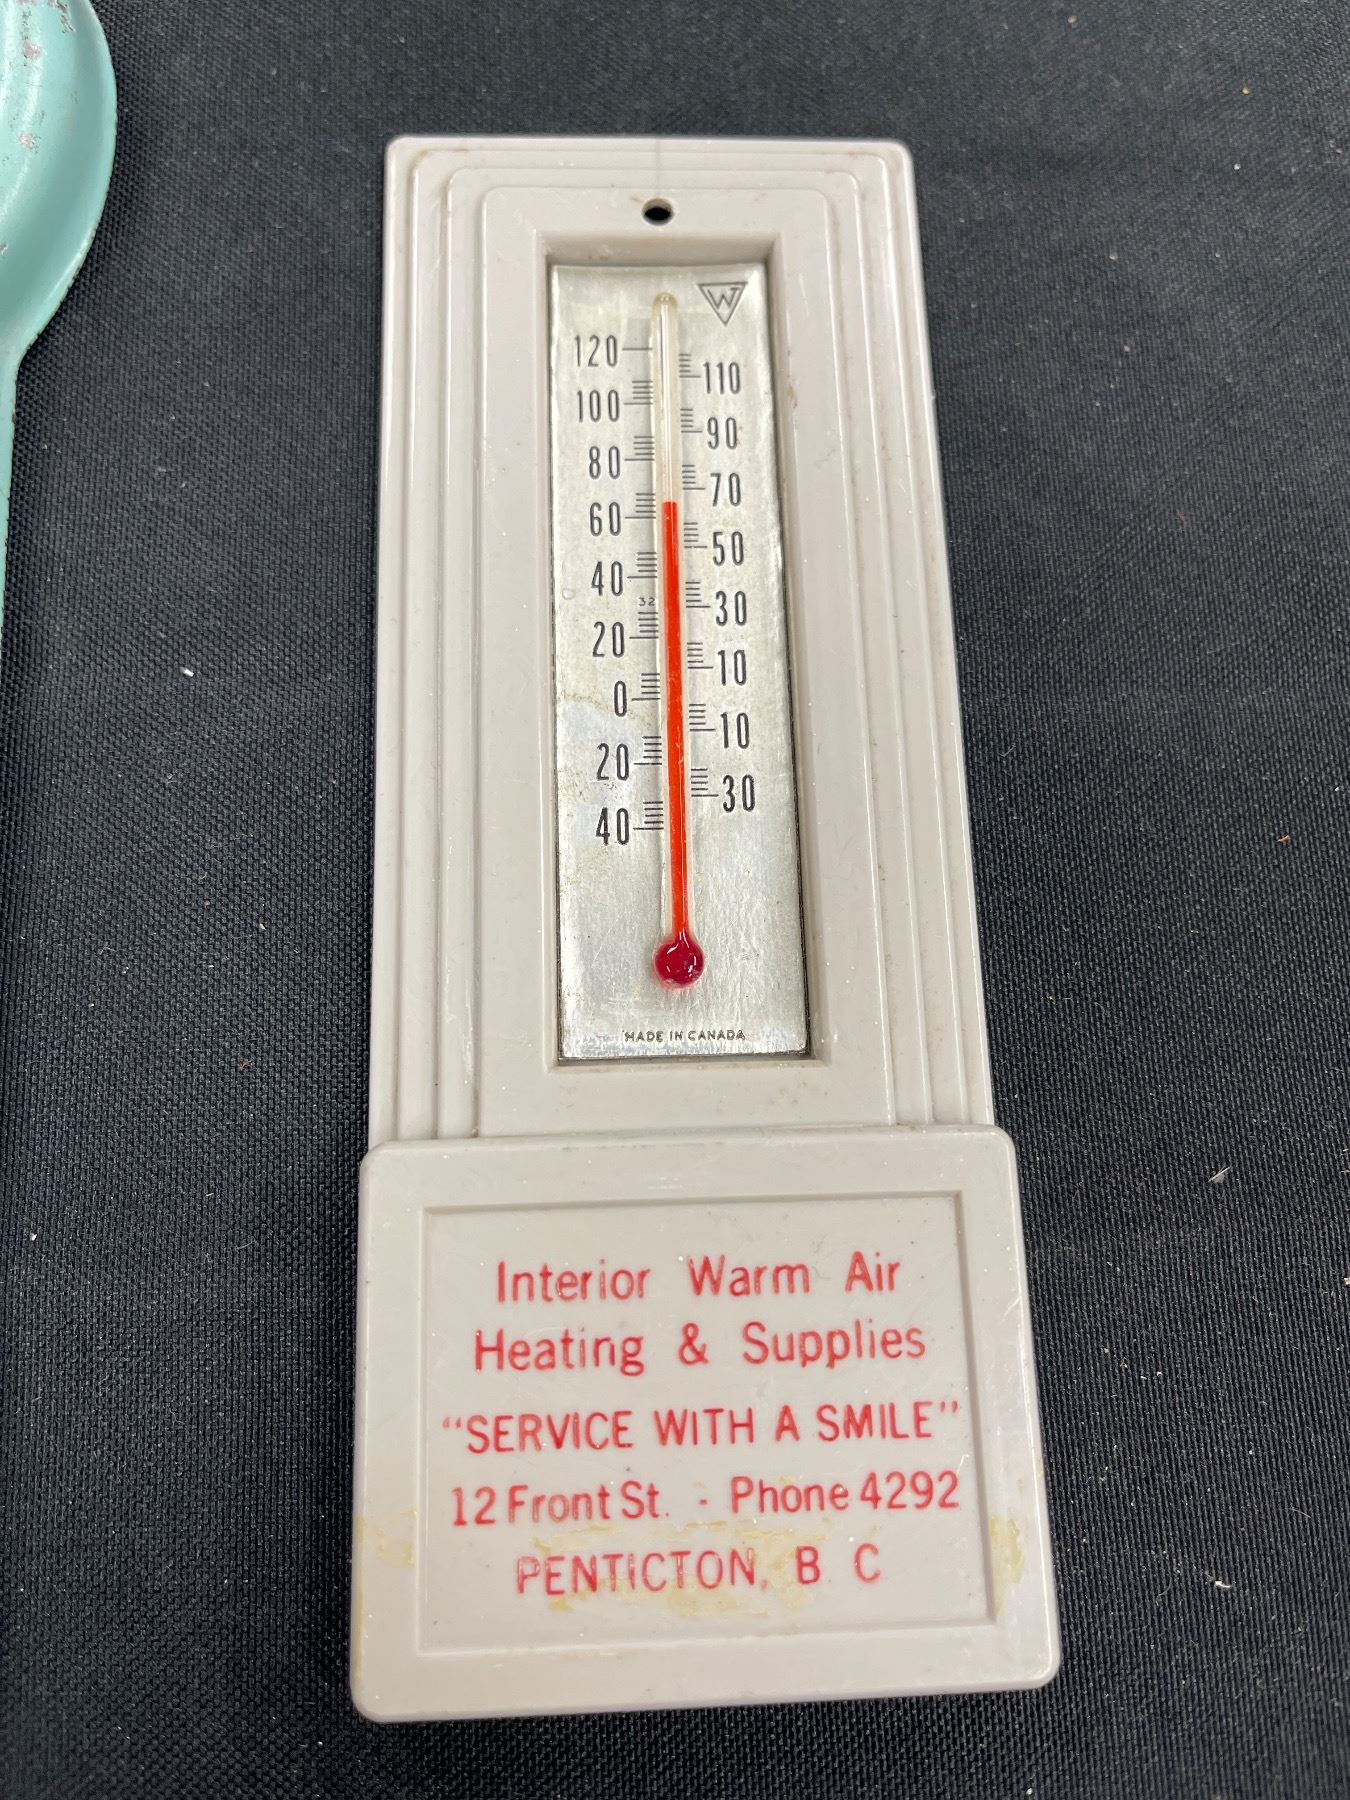 W
120
110
100
90
80
70
60
50
40
32
30
20
10
0
10
20
30
40
MADE IN CANADA
Interior Warm Air
Heating & Supplies
"SERVICE WITH A SMILE"
12 Front St. - Phone 4292
PENTICTON, B C